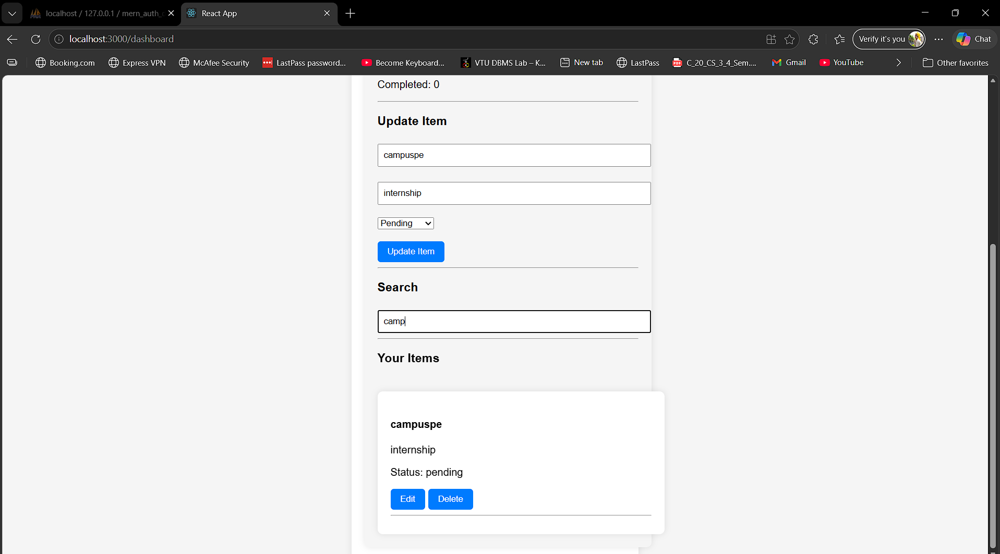 localhost / 127.0.0.1 / mern_auth_
React App
localhost:3000/dashboard
Verify it's you
Chat
Booking.com
Express VPN
McAfee Security
LastPass password...
Become Keyboard...
VTU DBMS Lab – K...
New tab
LastPass
PDF
C_20_CS_3_4_Sem....
Gmail
YouTube
Other favorites
Completed: 0
Update Item
campuspe
internship
Pending
Update Item
Search
camp
Your Items
campuspe
internship
Status: pending
Edit Delete